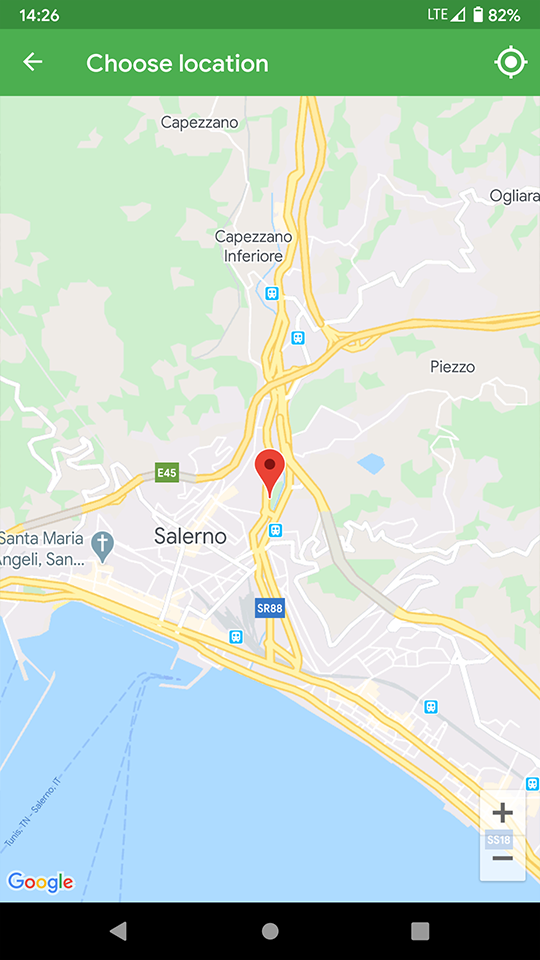 14:26
LTE 82%
Choose location
Capezzano
Ogliara
Capezzano
Inferiore
Piezzo
E45
Santa Maria
Angeli, San...
Salerno
SR88
Tunis, TN - Salerno, IT
SS18
Google